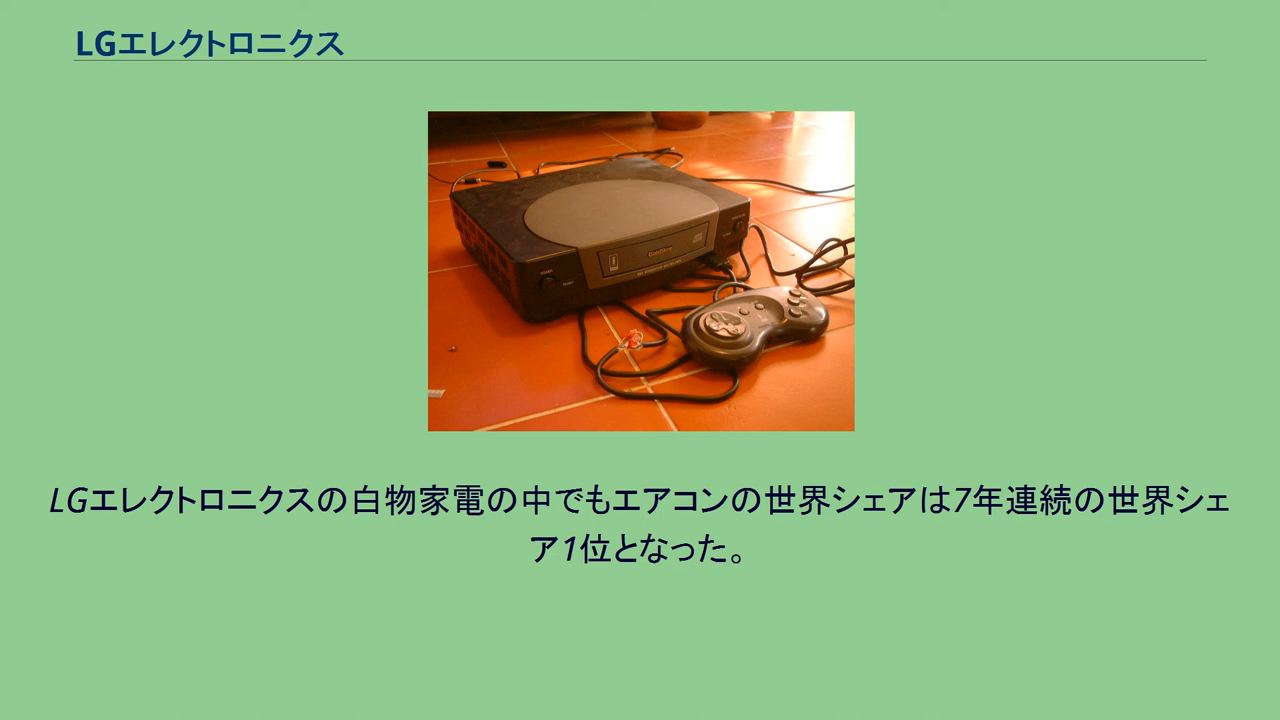 LGエレクトロニクス
LGエレクトロニクスの白物家電の中でもエアコンの世界シェアは7年連続の世界シェ
ア1位となった。